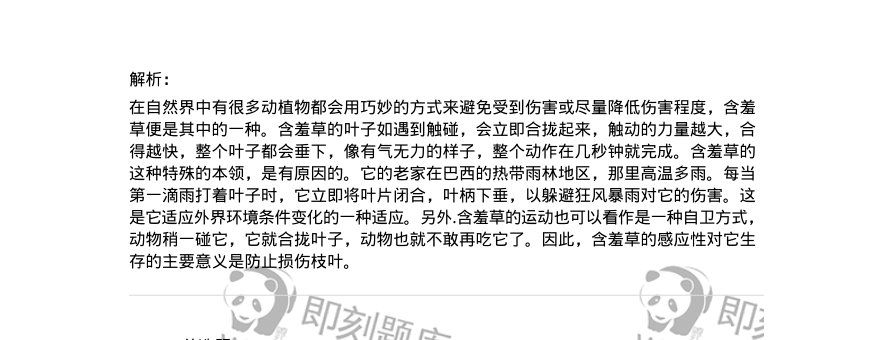 解析：
在自然界中有很多动植物都会用巧妙的方式来避免受到伤害或尽量降低伤害程度，含羞
草便是其中的一种。含羞草的叶子如遇到触碰，会立即合拢起来，触动的力量越大，合
得越快，整个叶子都会垂下，像有气无力的样子，整个动作在几秒钟就完成。含羞草的
这种特殊的本领，是有原因的。它的老家在巴西的热带雨林地区，那里高温多雨。每当
第一滴雨打着叶子时，它立即将叶片闭合，叶柄下垂，以躲避狂风暴雨对它的伤害。这
是它适应外界环境条件变化的一种适应。另外.含羞草的运动也可以看作是一种自卫方式，
动物稍一碰它，它就合拢叶子，动物也就不敢再吃它了。因此，含羞草的感应性对它生
存的主要意义是防止损伤枝叶。
即刻题库
即刻